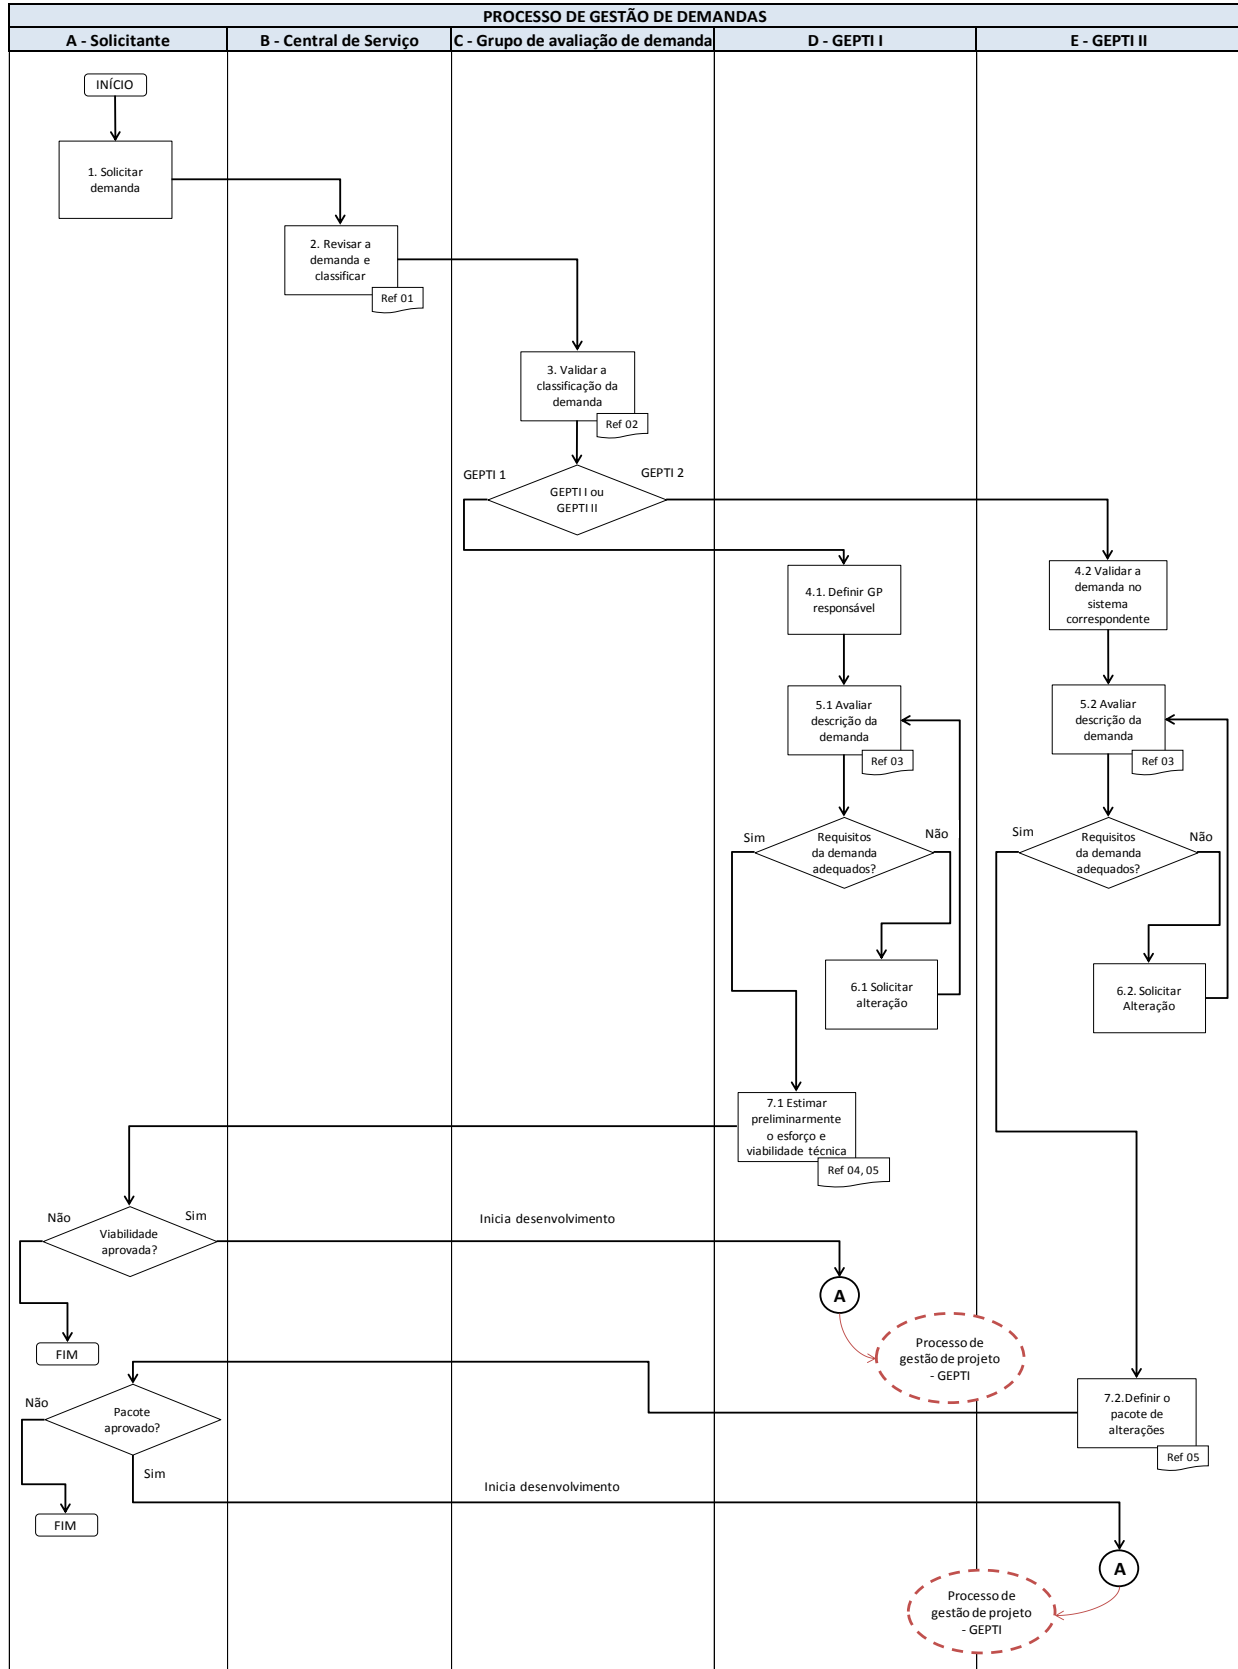 PROCESSO DE GESTÃO DE DEMANDAS
A - Solicitante
B - Central de Serviço
C - Grupo de avaliação de demanda
D - GEPTI I
E - GEPTI II
INÍCIO
1. Solicitar
demanda
2. Revisar a
demanda e
classificar
Ref 01
3. Validar a
classificação da
demanda
Ref 02
GEPTI 1
GEPTI 2
GEPTI I ou
GEPTI II
4.1. Definir GP
responsável
4.2 Validar a
demanda no
sistema
correspondente
5.1 Avaliar
descrição da
demanda
Ref 03
5.2 Avaliar
descrição da
demanda
Ref 03
Sim
Não
Requisitos
da demanda
adequados?
Sim
Não
Requisitos
da demanda
adequados?
6.1 Solicitar
alteração
6.2. Solicitar
Alteração
7.1 Estimar
preliminarmente
o esforço e
viabilidade técnica
Ref 04, 05
Não
Sim
Viabilidade
aprovada?
Inicia desenvolvimento
A
FIM
Processo de
gestão de projeto
- GEPTI
Não
Pacote
aprovado?
Sim
7.2.Definir o
pacote de
alterações
Ref 05
Inicia desenvolvimento
FIM
A
Processo de
gestão de projeto
- GEPTI